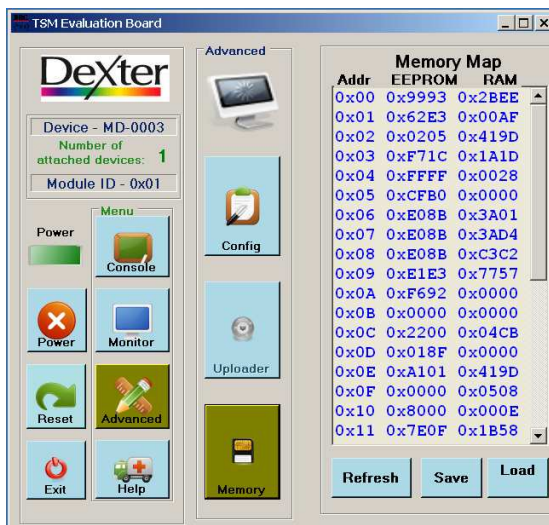 TSM Evaluation Board
DeXter
Device - MD-0003
Number of
attached devices: 1
Module ID - 0x01
Menu
Power
Console
Power
Monitor
Reset
Advanced
Exit
Help
Advanced
Config
Uploader
Memory
Memory Map
Addr EEPROM RAM
0x00 0x9993 0x2BEE
0x01 0x62E3 0x00AF
0x02 0x0205 0x419D
0x03 0xF71C 0x1A1D
0x04 0xFFFF 0x0028
0x05 0xCFB0 0x0000
0x06 0xE08B 0x3A01
0x07 0xE08B 0x3AD4
0x08 0xE08B 0xC3C2
0x09 0xE1E3 0x7757
0x0A 0xF692 0x0000
0x0B 0x0000 0x0000
0x0C 0x2200 0x04CB
0x0D 0x018F 0x0000
0x0E 0xA101 0x419D
0x0F 0x0000 0x0508
0x10 0x8000 0x000E
0x11 0x7E0F 0x1B58
Refresh
Save
Load